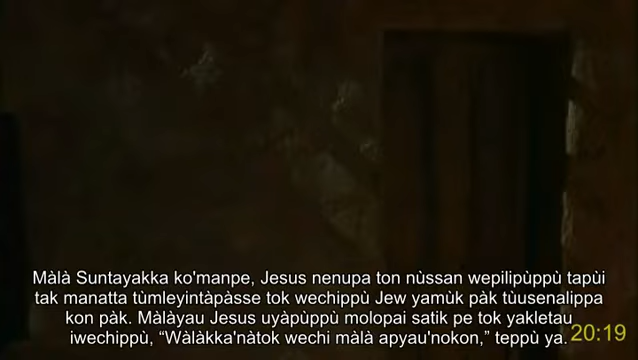 Màlà Suntayakka ko'manpe, Jesus nenupa ton nùssan wepilipùppù tapùi
tak manatta tùmleyintàpàsse tok wechippù Jew yamùk pàk tùusenalippa
kon pàk. Màlàyau Jesus uyàpùppù molopai satik pe tok yakletau
iwechippù, “Wàlàkka'nàtok wechi màlà apyau'nokon,” teppù ya.
20:19